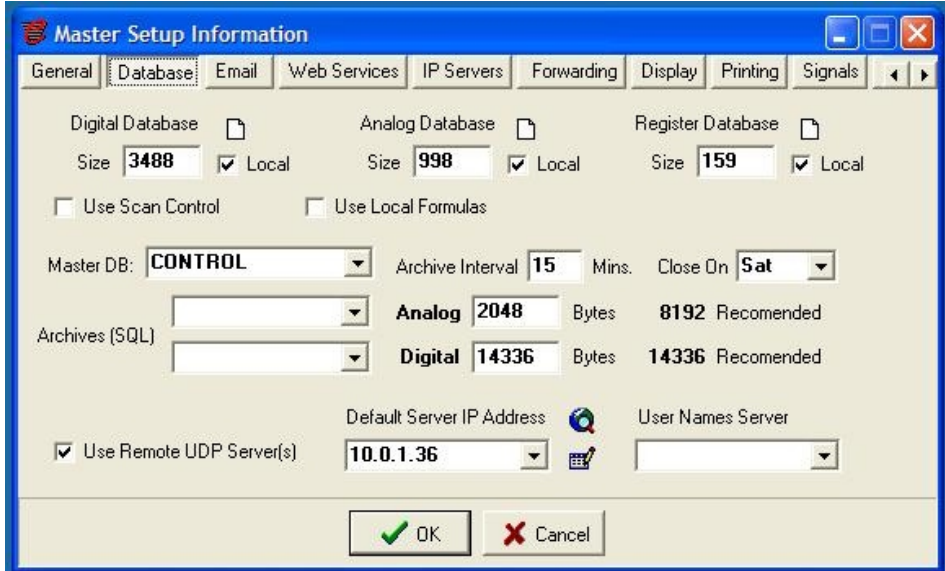 Master Setup Information
General Database Email Web Services IP Servers Forwarding Display Printing Signals
Digital Database Analog Database Register Database
Size 3488 Local Size 998 Local Size 159 Local
Use Scan Control Use Local Formulas
Master DB: CONTROL Archive Interval 15 Mins. Close On Sat
Archives (SQL)
Analog 2048 Bytes 8192 Recomended
Digital 14336 Bytes 14336 Recomended
Default Server IP Address User Names Server
Use Remote UDP Server(s) 10.0.1.36
OK Cancel